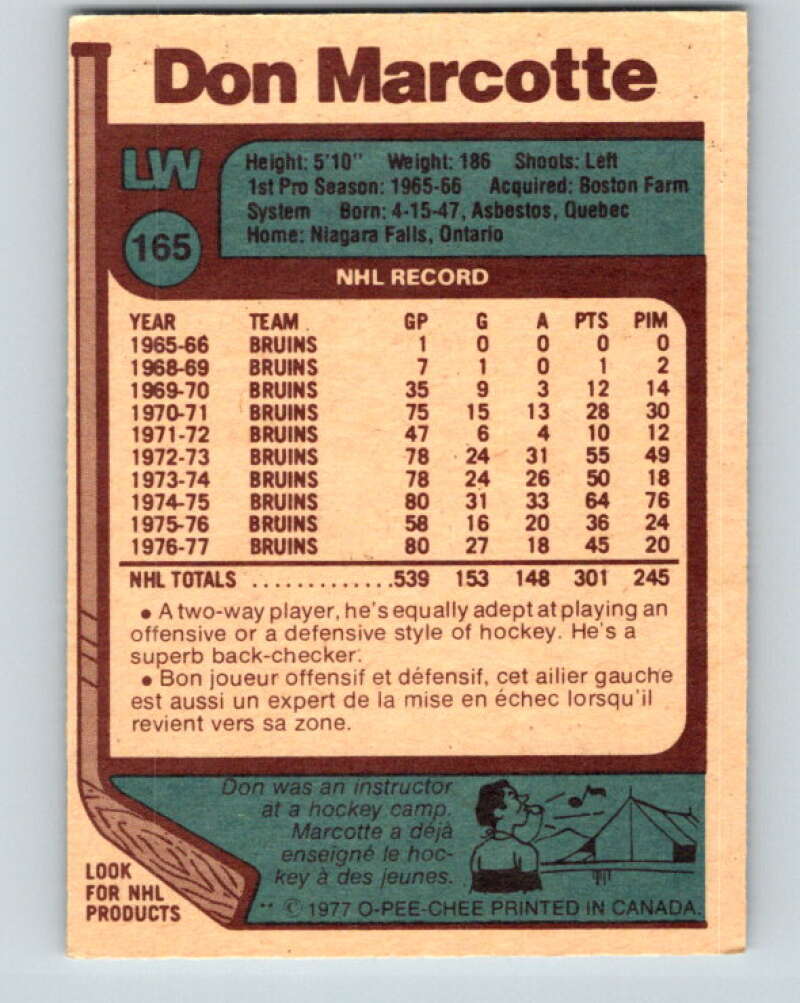 Don Marcotte
LW
Height: 5'10" Weight: 186 Shoots: Left
1st Pro Season: 1965-66 Acquired: Boston Farm
System Born: 4-15-47, Asbestos, Quebec
Home: Niagara Falls, Ontario
165
NHL RECORD
YEAR TEAM GP G A PTS PIM
1965-66 BRUINS 1 0 0 0 0
1968-69 BRUINS 7 1 0 1 2
1969-70 BRUINS 35 9 3 12 14
1970-71 BRUINS 75 15 13 28 30
1971-72 BRUINS 47 6 4 10 12
1972-73 BRUINS 78 24 31 55 49
1973-74 BRUINS 78 24 26 50 18
1974-75 BRUINS 80 31 33 64 76
1975-76 BRUINS 58 16 20 36 24
1976-77 BRUINS 80 27 18 45 20
NHL TOTALS .............539 153 148 301 245
• A two-way player, he's equally adept at playing an
offensive or a defensive style of hockey. He's a
superb back-checker.
• Bon joueur offensif et défensif, cet ailier gauche
est aussi un expert de la mise en échec lorsqu'il
revient vers sa zone.
Don was an instructor
at a hockey camp.
Marcotte a déjà
enseigné le hoc-
key à des jeunes.
LOOK
FOR NHL
PRODUCTS
** © 1977 O-PEE-CHEE PRINTED IN CANADA.